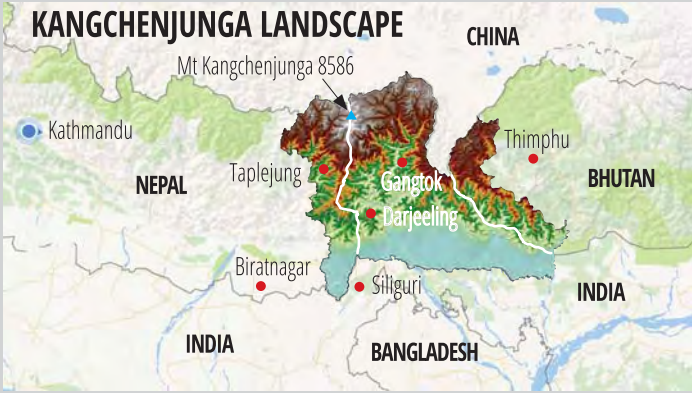 KANGCHENJUNGA LANDSCAPE
CHINA
Mt Kangchenjunga 8586
Kathmandu
Thimphu
Taplejung
Gangtok
NEPAL
BHUTAN
Darjeeling
Biratnagar
Siliguri
INDIA
INDIA
BANGLADESH